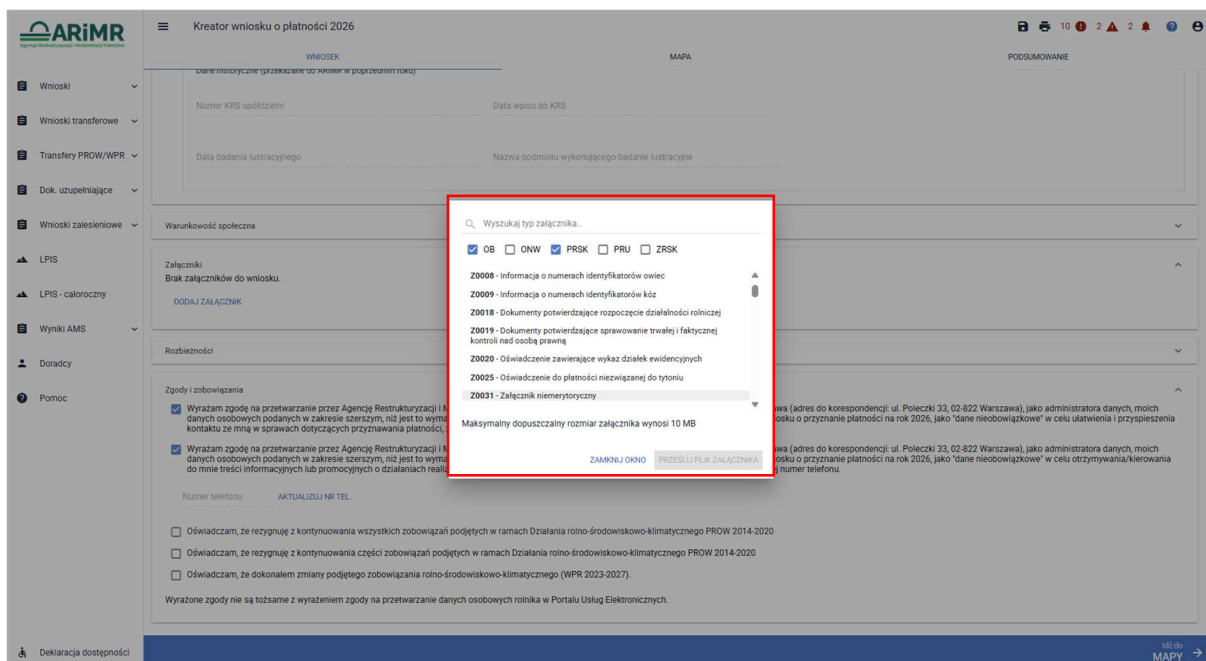 ARiMR
Agencja Restrukturyzacji i Modernizacji Rolnictwa
Kreator wniosku o płatności 2026
10 2 2
WNIOSEK
MAPA
PODSUMOWANIE
Wnioski
Wnioski transferowe
Transfery PROW/WPR
Dok. uzupełniające
Wnioski zalesieniowe
LPIS
LPIS - całoroczny
Wyniki AMS
Doradcy
Pomoc
Deklaracja dostępności
Dane historyczne (przekazane do ARiMR w poprzednim roku)
Numer KRS spółdzielni
Data wpisu do KRS
Data badania lustracyjnego
Nazwa podmiotu wykonującego badanie lustracyjne
Warunkowość społeczna
Załączniki
Brak załączników do wniosku.
DODAJ ZAŁĄCZNIK
Rozbieżności
Zgody i zobowiązania
Wyrażam zgodę na przetwarzanie przez Agencję Restrukturyzacji i M
wa (adres do korespondencji: ul. Poleczki 33, 02-822 Warszawa), jako administratora danych, moich
danych osobowych podanych w zakresie szerszym, niż jest to wyma
osku o przyznanie płatności na rok 2026, jako "dane nieobowiązkowe" w celu ułatwienia i przyspieszenia
kontaktu ze mną w sprawach dotyczących przyznawania płatności,
Wyrażam zgodę na przetwarzanie przez Agencję Restrukturyzacji i M
wa (adres do korespondencji: ul. Poleczki 33, 02-822 Warszawa), jako administratora danych, moich
danych osobowych podanych w zakresie szerszym, niż jest to wyma
osku o przyznanie płatności na rok 2026, jako "dane nieobowiązkowe" w celu otrzymywania/kierowania
do mnie treści informacyjnych lub promocyjnych o działaniach realiz
j numer telefonu.
Numer telefonu
AKTUALIZUJ NR TEL.
Oświadczam, że rezygnuję z kontynuowania wszystkich zobowiązań podjętych w ramach Działania rolno-środowiskowo-klimatycznego PROW 2014-2020
Oświadczam, że rezygnuję z kontynuowania części zobowiązań podjętych w ramach Działania rolno-środowiskowo-klimatycznego PROW 2014-2020
Oświadczam, że dokonałem zmiany podjętego zobowiązania rolno-środowiskowo-klimatycznego (WPR 2023-2027).
Wyrażone zgody nie są tożsame z wyrażeniem zgody na przetwarzanie danych osobowych rolnika w Portalu Usług Elektronicznych.
Wyszukaj typ załącznika..
OB ONW PRSK PRU ZRSK
Z0008 - Informacja o numerach identyfikatorów owiec
Z0009 - Informacja o numerach identyfikatorów kóz
Z0018 - Dokumenty potwierdzające rozpoczęcie działalności rolniczej
Z0019 - Dokumenty potwierdzające sprawowanie trwałej i faktycznej
kontroli nad osobą prawną
Z0020 - Oświadczenie zawierające wykaz działek ewidencyjnych
Z0025 - Oświadczenie do płatności niezwiązanej do tytoniu
Z0031 - Załącznik niemerytoryczny
Maksymalny dopuszczalny rozmiar załącznika wynosi 10 MB
ZAMKNIJ OKNO
PRZEŚLIJ PLIK ZAŁĄCZNIKA
Idź do
MAPY